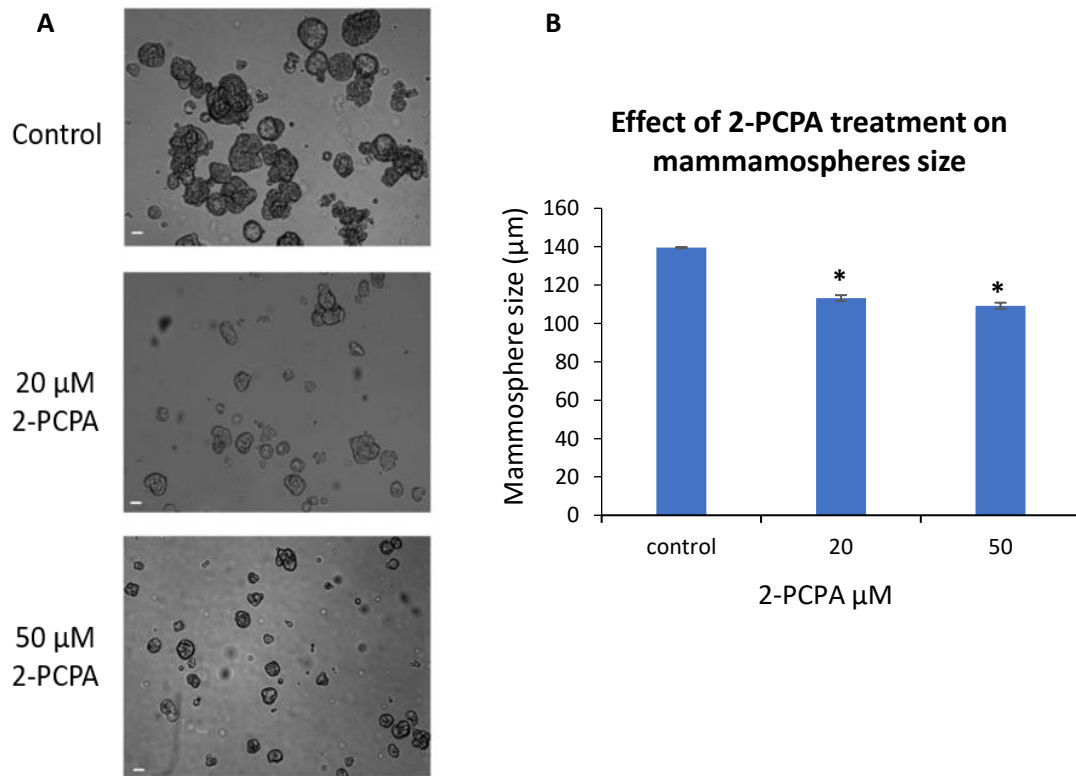 A
Control
20 µM
2-PCPA
50 µM
2-PCPA
B
Effect of 2-PCPA treatment on
mammamospheres size
Mammosphere size (µm)
160
140
120
100
80
60
40
20
0
*
*
control
20
50
2-PCPA µM